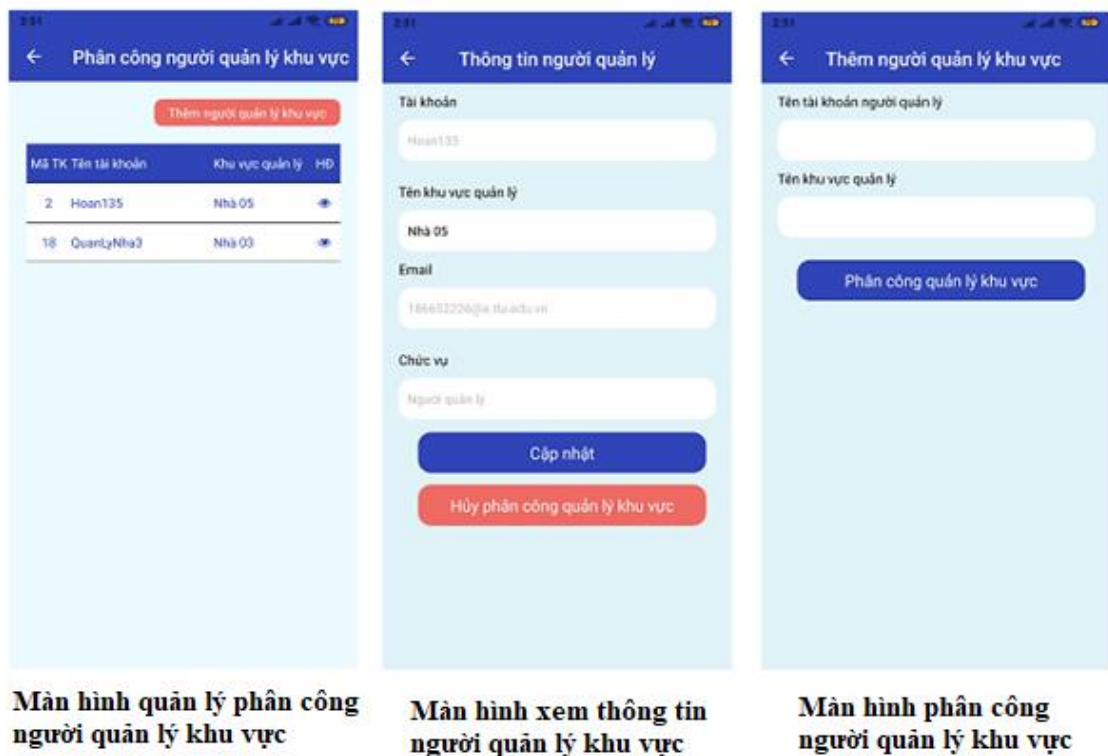 2:51
Phân công người quản lý khu vực
Thêm người quản lý khu vực
Mã TK Tên tài khoản Khu vực quản lý HĐ
2 Hoan135 Nhà 05
18 QuanLyNha3 Nhà 03
Màn hình quản lý phân công
người quản lý khu vực
2:51
Thông tin người quản lý
Tài khoản
Hoan135
Tên khu vực quản lý
Nhà 05
Email
Chức vụ
Người quản lý
Cập nhật
Hủy phân công quản lý khu vực
Màn hình xem thông tin
người quản lý khu vực
2:51
Thêm người quản lý khu vực
Tên tài khoản người quản lý
Tên khu vực quản lý
Phân công quản lý khu vực
Màn hình phân công
người quản lý khu vực